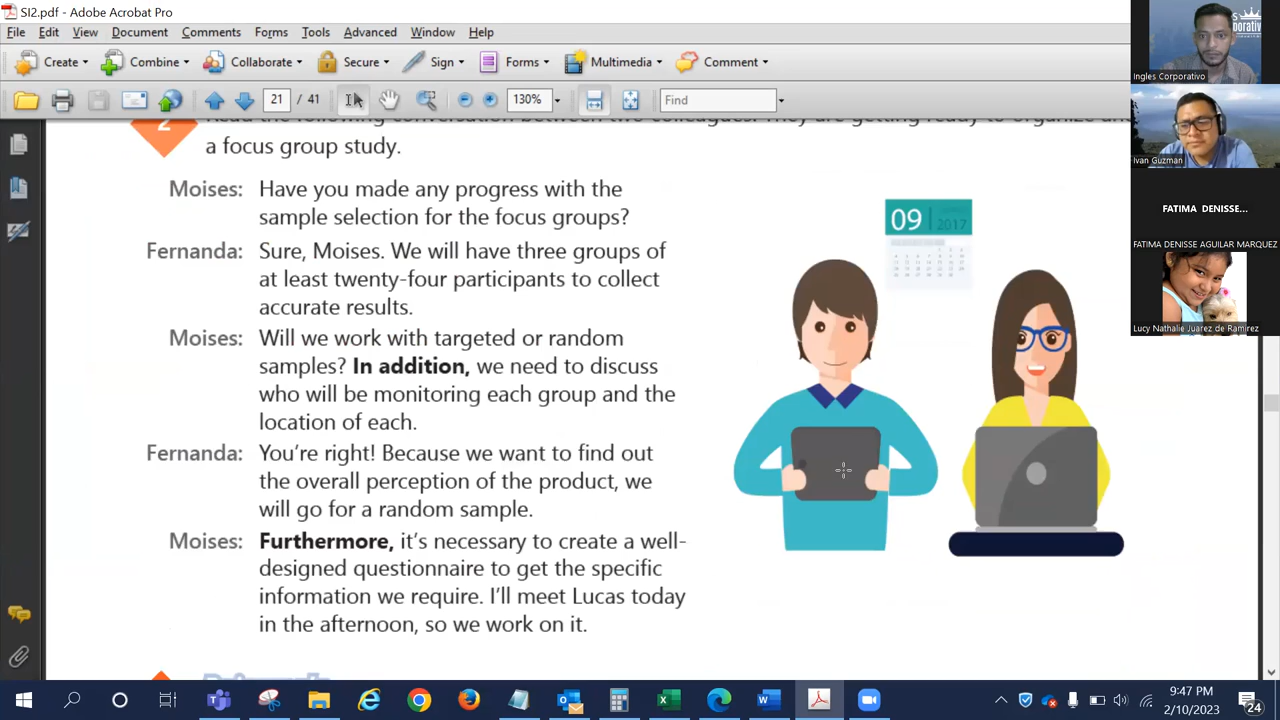 SI2.pdf - Adobe Acrobat Pro
File Edit View Document Comments Forms Tools Advanced Window Help
Create Combine Collaborate Secure Sign Forms Multimedia Comment
21 / 41 130% Find
a focus group study.
Moises: Have you made any progress with the
sample selection for the focus groups?
Fernanda: Sure, Moises. We will have three groups of
at least twenty-four participants to collect
accurate results.
Moises: Will we work with targeted or random
samples? In addition, we need to discuss
who will be monitoring each group and the
location of each.
Fernanda: You're right! Because we want to find out
the overall perception of the product, we
will go for a random sample.
Moises: Furthermore, it's necessary to create a well-
designed questionnaire to get the specific
information we require. I'll meet Lucas today
in the afternoon, so we work on it.
09 2017
Ingles Corporativo
Ivan Guzman
FATIMA DENISSE...
FATIMA DENISSE AGUILAR MARQUEZ
Lucy Nathalie Juarez de Ramirez
9:47 PM
2/10/2023
24